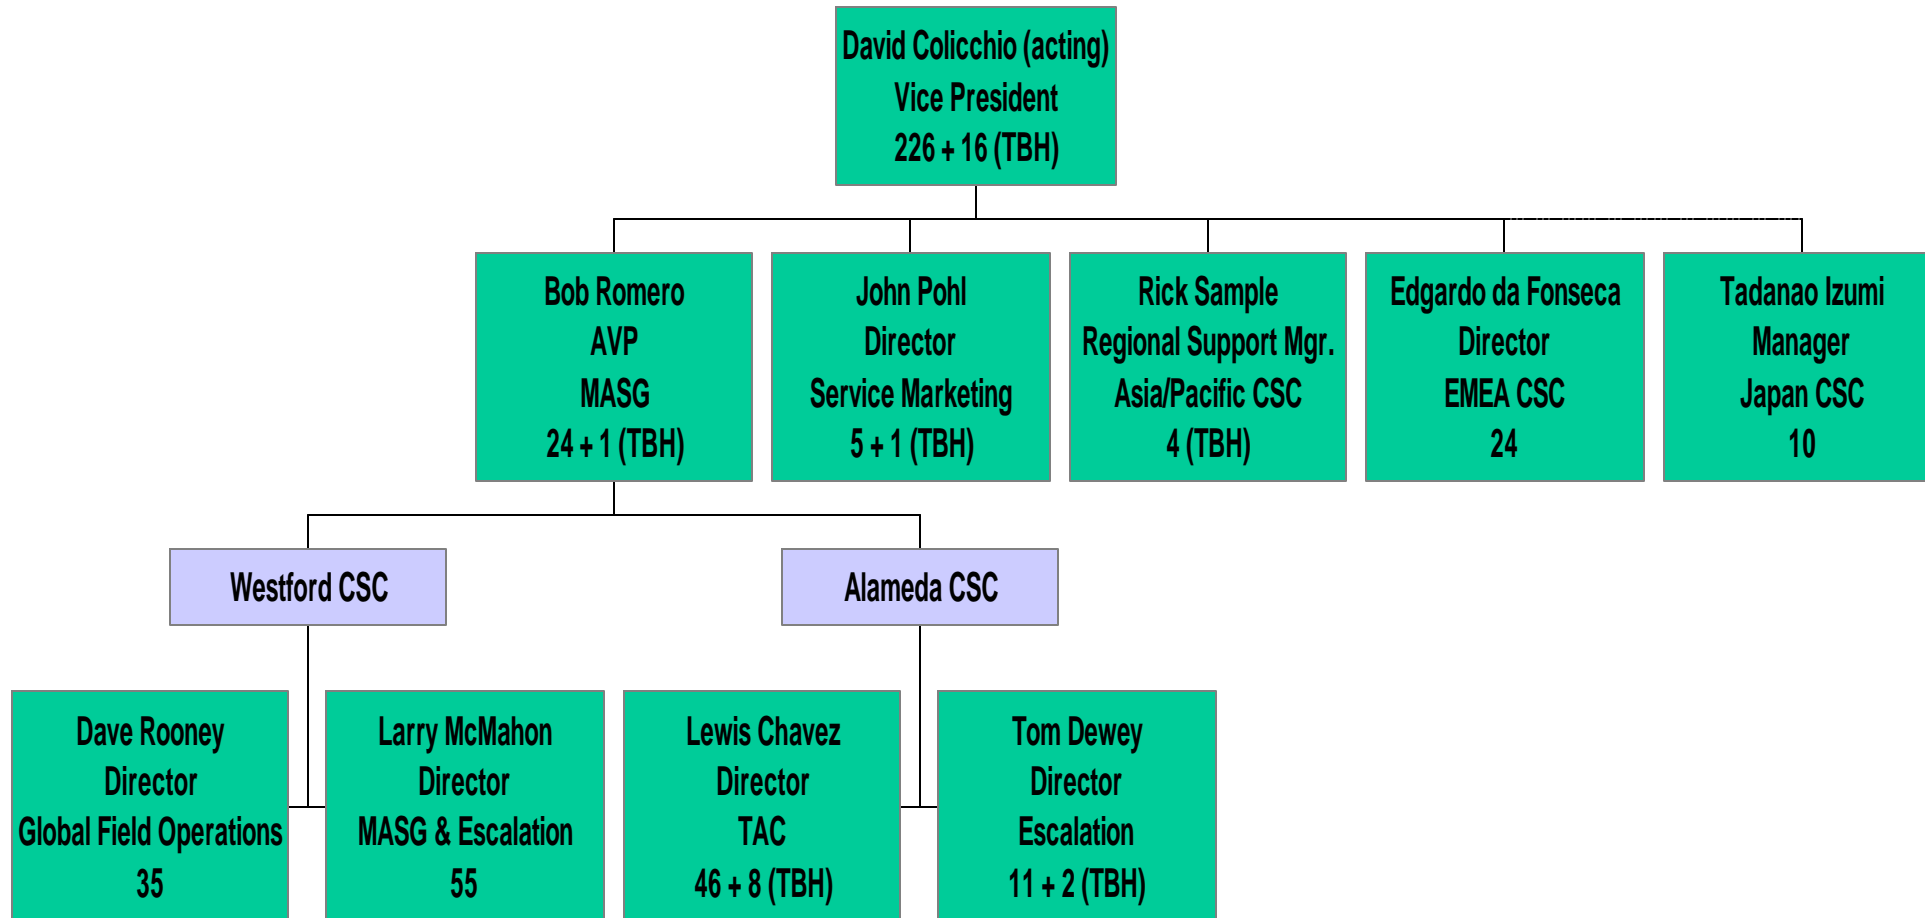 David Colicchio (acting)
Vice President
226 + 16 (TBH)
Bob Romero
AVP
MASG
24 + 1 (TBH)
John Pohl
Director
Service Marketing
5 + 1 (TBH)
Rick Sample
Regional Support Mgr.
Asia/Pacific CSC
4 (TBH)
Edgardo da Fonseca
Director
EMEA CSC
24
Tadanao Izumi
Manager
Japan CSC
10
Westford CSC
Alameda CSC
Dave Rooney
Director
Global Field Operations
35
Larry McMahon
Director
MASG & Escalation
55
Lewis Chavez
Director
TAC
46 + 8 (TBH)
Tom Dewey
Director
Escalation
11 + 2 (TBH)